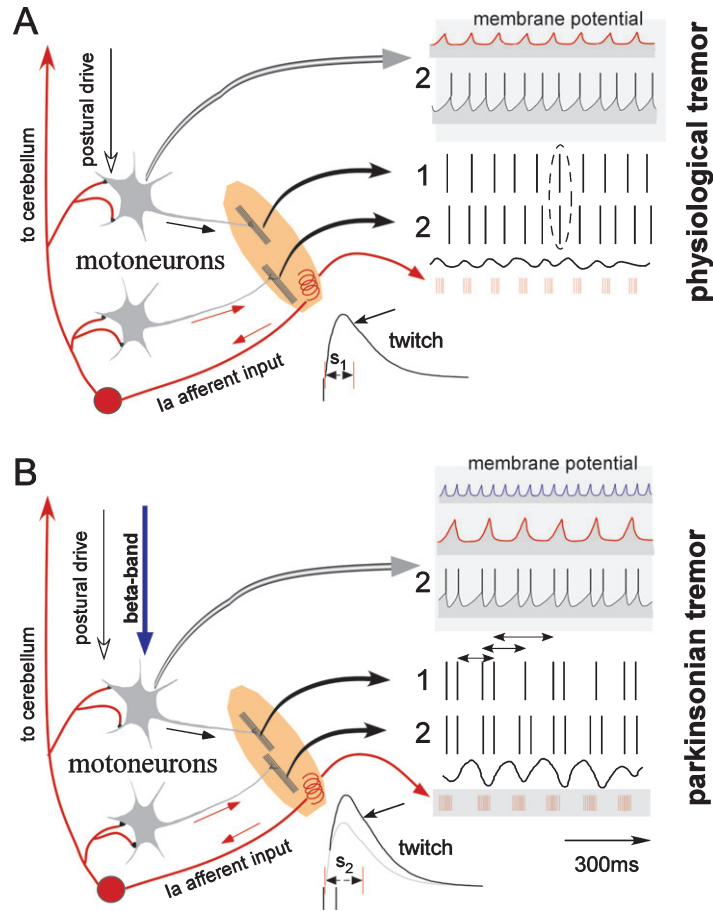 A
membrane potential
2
postural drive
to cerebellum
1
2
motoneurons
physiological tremor
twitch
s1
Ia afferent input
B
membrane potential
postural drive
beta-band
2
to cerebellum
1
2
motoneurons
parkinsonian tremor
twitch
s2
Ia afferent input
300ms